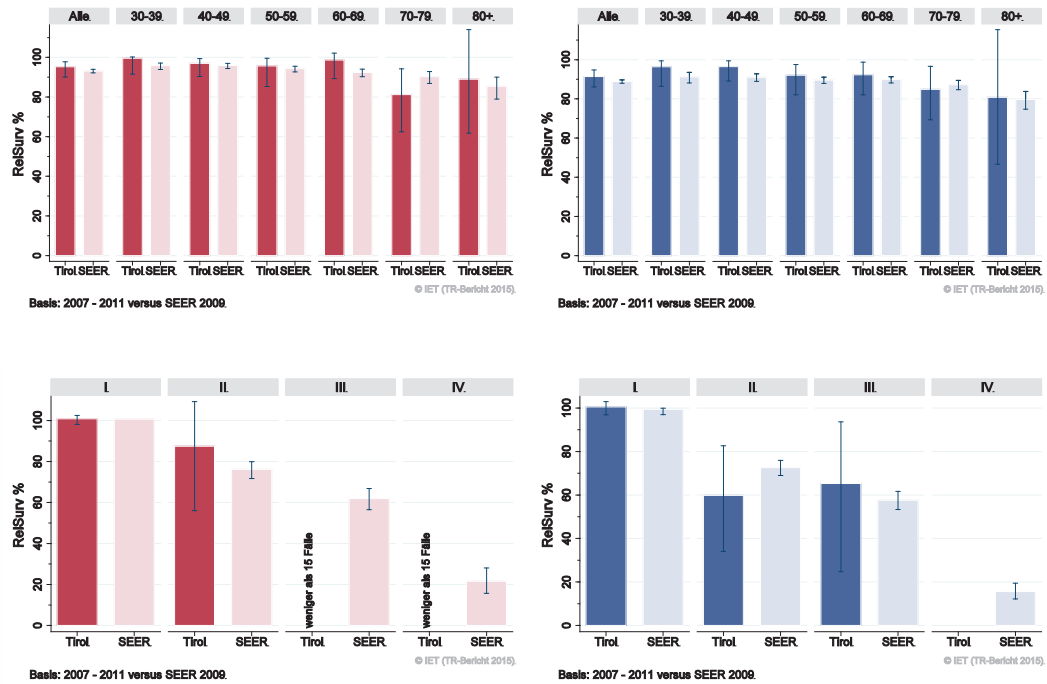 Alle. 30-39. 40-49. 50-59. 60-69. 70-79. 80+.
RelSurv %
100
80
60
40
20
0
Tirol. SEER. Tirol. SEER. Tirol. SEER. Tirol. SEER. Tirol. SEER. Tirol. SEER. Tirol. SEER.
© IET (TR-Bericht 2015).
Basis: 2007 - 2011 versus SEER 2009.
Alle. 30-39. 40-49. 50-59. 60-69. 70-79. 80+.
RelSurv %
100
80
60
40
20
0
Tirol. SEER. Tirol. SEER. Tirol. SEER. Tirol. SEER. Tirol. SEER. Tirol. SEER. Tirol. SEER.
© IET (TR-Bericht 2015).
Basis: 2007 - 2011 versus SEER 2009.
I. II. III. IV.
RelSurv %
100
80
60
40
20
0
weniger als 15 Fälle
weniger als 15 Fälle
Tirol. SEER. Tirol. SEER. Tirol. SEER. Tirol. SEER.
© IET (TR-Bericht 2015).
Basis: 2007 - 2011 versus SEER 2009.
I. II. III. IV.
RelSurv %
100
80
60
40
20
0
Tirol. SEER. Tirol. SEER. Tirol. SEER. Tirol. SEER.
© IET (TR-Bericht 2015).
Basis: 2007 - 2011 versus SEER 2009.